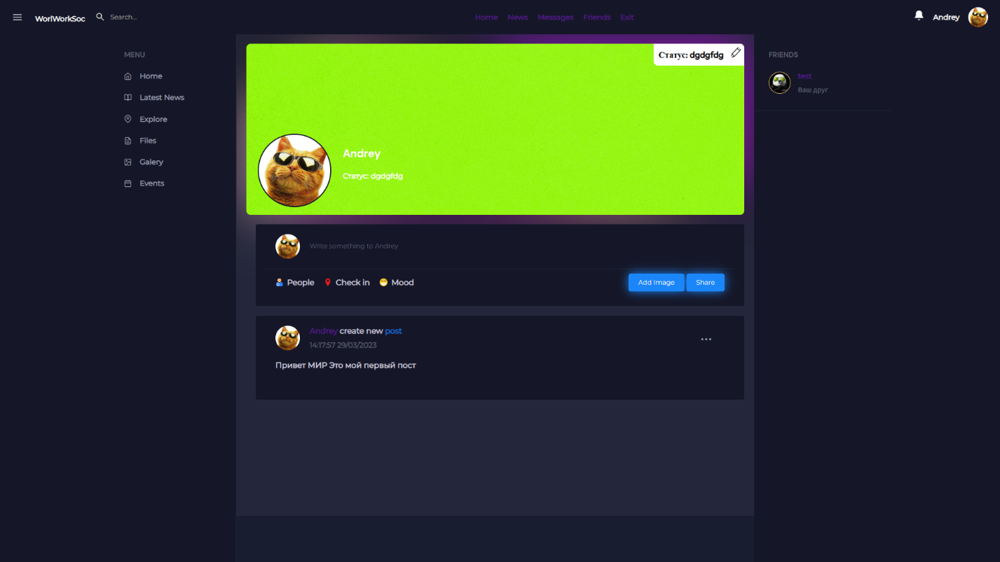 WorlWorkSoc
Search...
Home News Messages Friends Exit
Andrey
MENU
Home
Latest News
Explore
Files
Galery
Events
Статус: dgdgfdg
Andrey
Статус: dgdgfdg
Write something to Andrey
People Check in Mood
Add Image Share
Andrey create new post
14:17:57 29/03/2023
Привет МИР Это мой первый пост
FRIENDS
test
Ваш друг